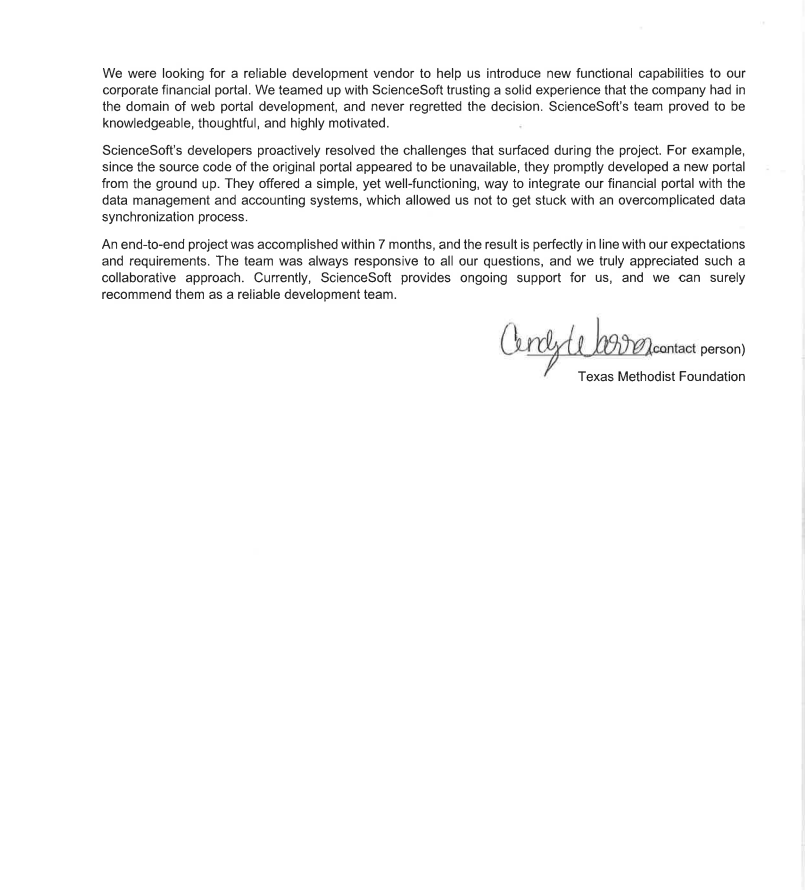 We were looking for a reliable development vendor to help us introduce new functional capabilities to our
corporate financial portal. We teamed up with ScienceSoft trusting a solid experience that the company had in
the domain of web portal development, and never regretted the decision. ScienceSoft's team proved to be
knowledgeable, thoughtful, and highly motivated.
ScienceSoft's developers proactively resolved the challenges that surfaced during the project. For example,
since the source code of the original portal appeared to be unavailable, they promptly developed a new portal
from the ground up. They offered a simple, yet well-functioning, way to integrate our financial portal with the
data management and accounting systems, which allowed us not to get stuck with an overcomplicated data
synchronization process.
An end-to-end project was accomplished within 7 months, and the result is perfectly in line with our expectations
and requirements. The team was always responsive to all our questions, and we truly appreciated such a
collaborative approach. Currently, ScienceSoft provides ongoing support for us, and we can surely
recommend them as a reliable development team.
(contact person)
Texas Methodist Foundation